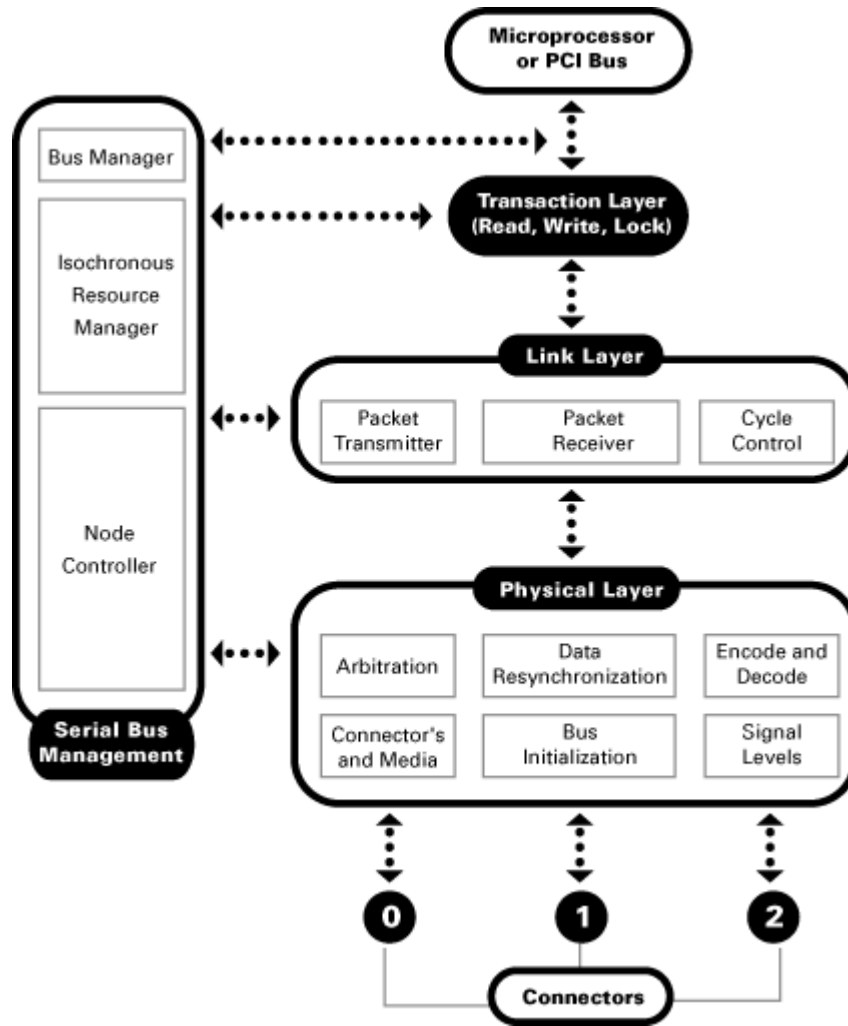 Microprocessor
or PCI Bus
Bus Manager
Isochronous
Resource
Manager
Node
Controller
Serial Bus
Management
Transaction Layer
(Read, Write, Lock)
Link Layer
Packet
Transmitter
Packet
Receiver
Cycle
Control
Physical Layer
Arbitration
Data
Resynchronization
Encode and
Decode
Connector's
and Media
Bus
Initialization
Signal
Levels
0
1
2
Connectors